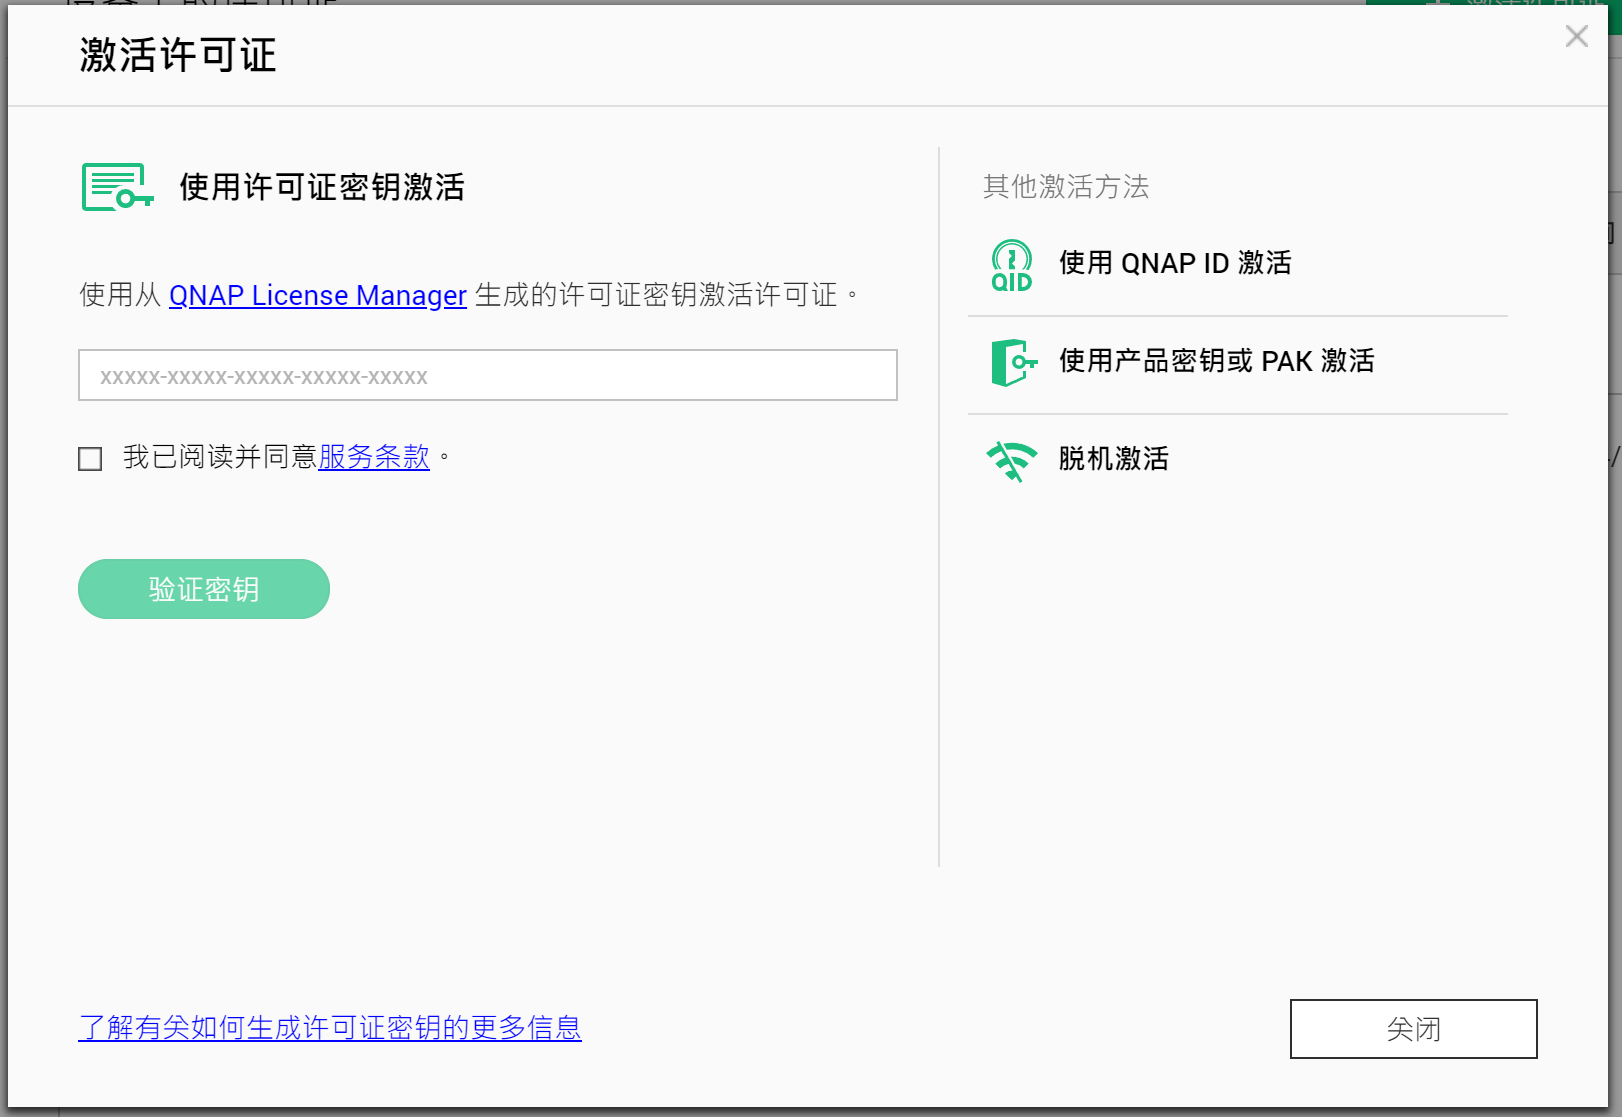 激活许可证
使用许可证密钥激活
使用从 QNAP License Manager 生成的许可证密钥激活许可证。
xxxxx-xxxxx-xxxxx-xxxxx-xxxxx
我已阅读并同意服务条款。
验证密钥
其他激活方法
使用 QNAP ID 激活
QID
使用产品密钥或 PAK 激活
脱机激活
了解有关如何生成许可证密钥的更多信息
关闭